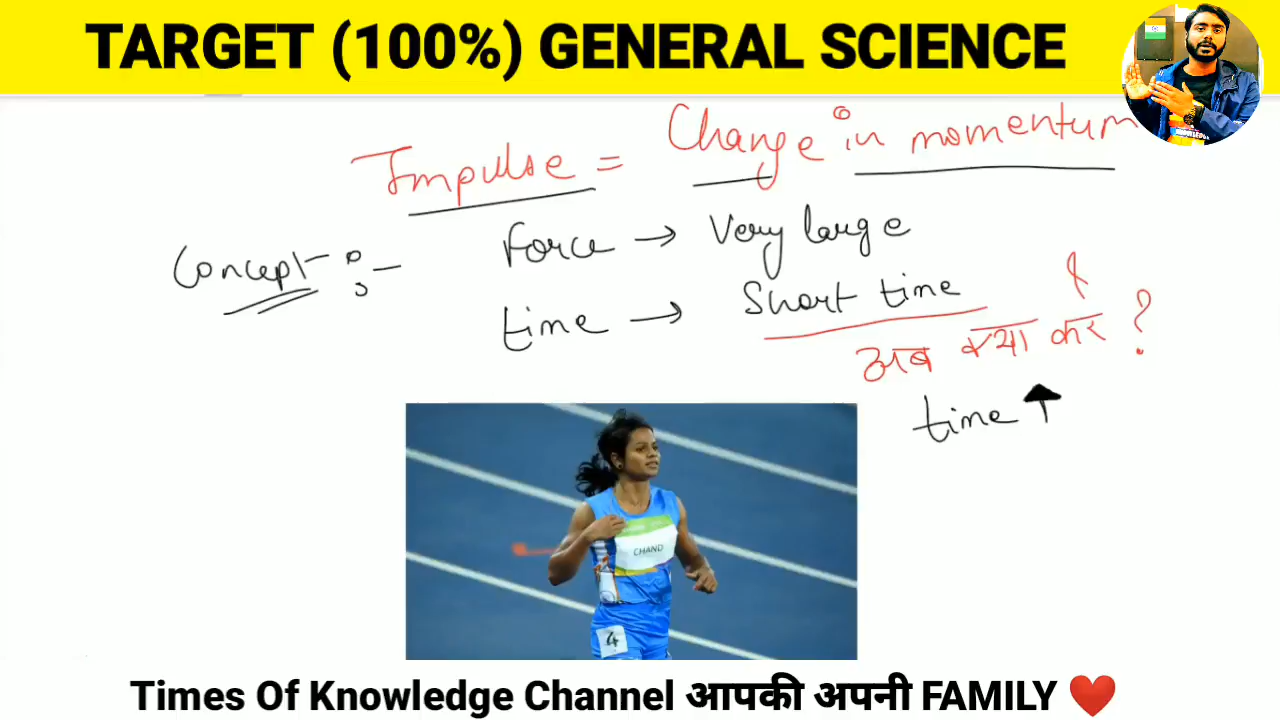 TARGET (100%) GENERAL SCIENCE
Impulse = Change in momentum
Concept :-
Force → Very large
time → Short time
अब क्या करें ?
time ↑
CHAND
4
Times Of Knowledge Channel आपकी अपनी FAMILY ❤️